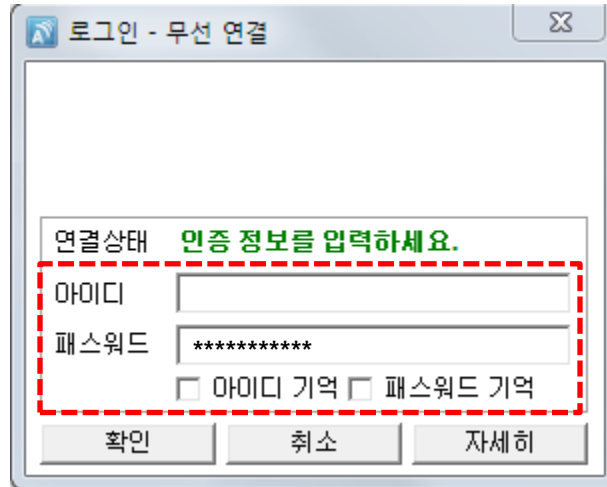 로그인 - 무선 연결
연결상태 인증 정보를 입력하세요.
아이디
패스워드 ***********
아이디 기억 패스워드 기억
확인 취소 자세히